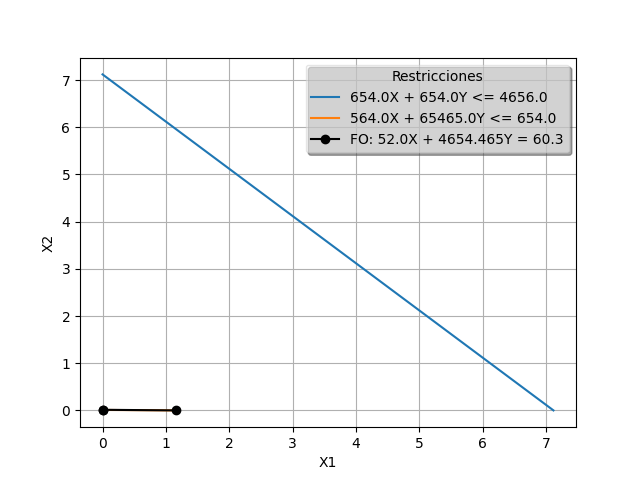 Restricciones
654.0X + 654.0Y <= 4656.0
564.0X + 65465.0Y <= 654.0
FO: 52.0X + 4654.465Y = 60.3
7
6
5
4
3
2
1
0
X2
0 1 2 3 4 5 6 7
X1